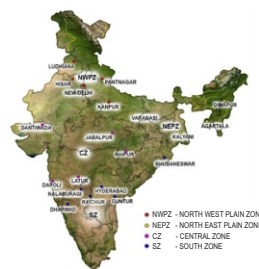 LUDHIANA
NWPZ
HISAR
PANTNAGAR
NEW DELHI
KANPUR
VARANASI
NEPZ
KALYANI
AGARTALA
DANTIWADA
JABALPUR
CZ
RAIPUR
BHUBANESWAR
DAPOLI
LATUR
KALABURAGI
HYDERABAD
RAICHUR
GUNTUR
DHARWAD
SZ
NWPZ - NORTH WEST PLAIN ZON
NEPZ - NORTH EAST PLAIN ZONE
CZ - CENTRAL ZONE
SZ - SOUTH ZONE